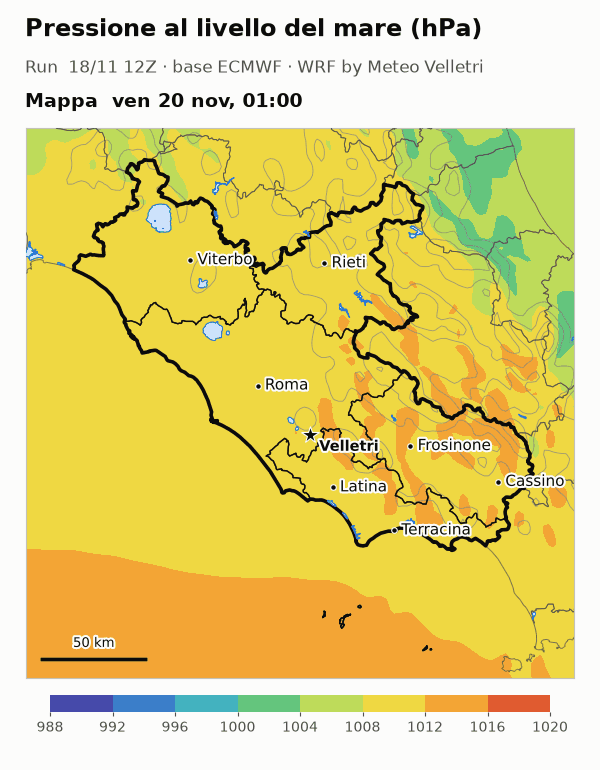 Pressione al livello del mare (hPa)
Run 18/11 12Z · base ECMWF · WRF by Meteo Velletri
Mappa ven 20 nov, 01:00
Viterbo
Rieti
Roma
Velletri
Frosinone
Latina
Cassino
Terracina
50 km
988 992 996 1000 1004 1008 1012 1016 1020